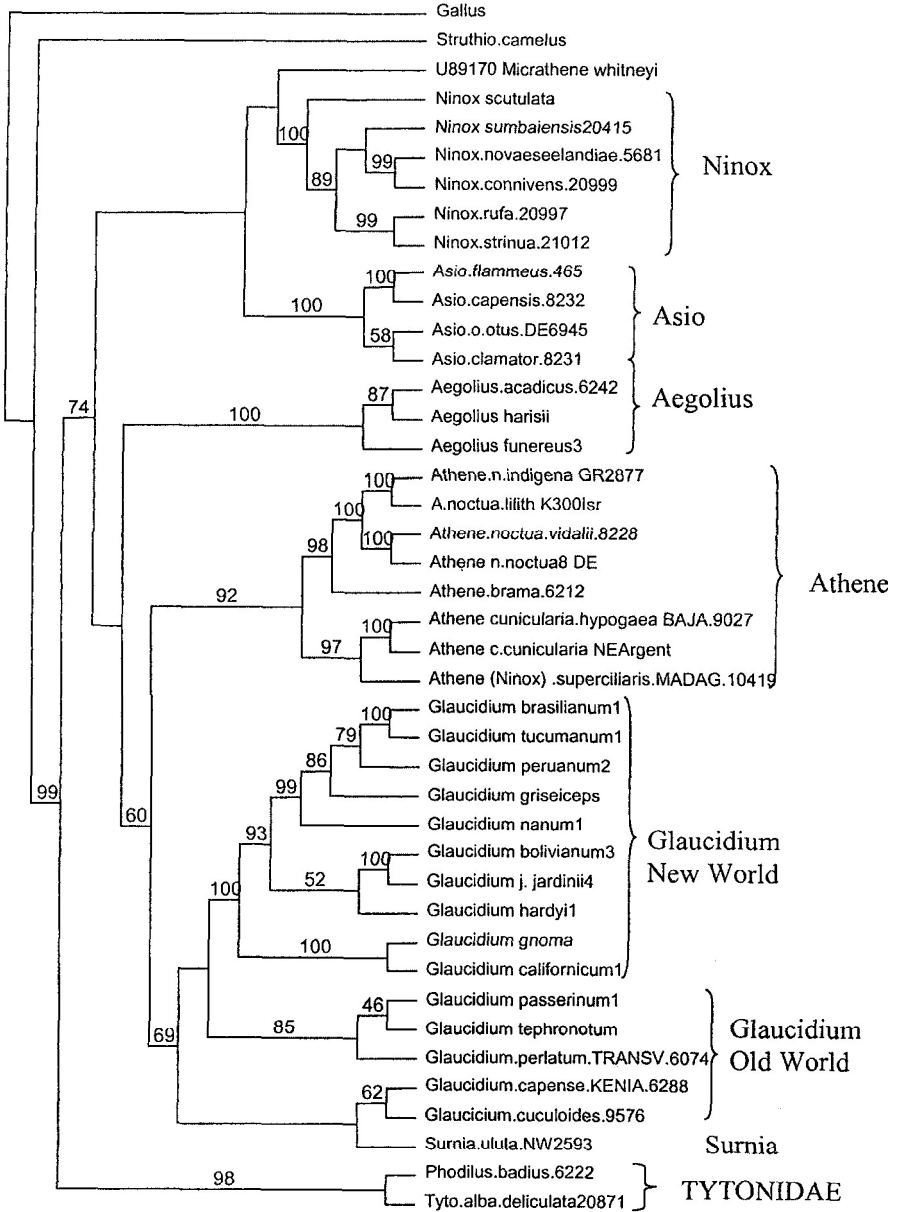 Gallus
Struthio.camelus
U89170 Micrathene whitneyi
Ninox scutulata
100
Ninox sumbaiensis20415
Ninox.novaeseelandiae.5681
99
Ninox
89
Ninox.connivens.20999
Ninox.rufa.20997
99
Ninox.strinua.21012
Asio.flammeus.465
100
Asio.capensis.8232
100
Asio
Asio.o.otus.DE6945
58
Asio.clamator.8231
Aegolius.acadicus.6242
87
Aegolius
74
100
Aegolius harisii
Aegolius funereus3
Athene.n.indigena GR2877
100
A.noctua.lilith K300Isr
100
Athene.noctua.vidalii.8228
100
98
Athene n.noctua8 DE
Athene
92
Athene.brama.6212
Athene cunicularia.hypogaea BAJA.9027
100
97
Athene c.cunicularia NEArgent
Athene (Ninox) .superciliaris.MADAG.10419
Glaucidium brasilianum1
100
Glaucidium tucumanum1
79
86
Glaucidium peruanum2
99
Glaucidium griseiceps
99
60
93
Glaucidium nanum1
Glaucidium
New World
Glaucidium bolivianum3
100
52
Glaucidium j. jardinii4
100
Glaucidium hardyi1
Glaucidium gnoma
100
Glaucidium californicum1
Glaucidium passerinum1
46
Glaucidium tephronotum
85
Glaucidium
Old World
69
Glaucidium.perlatum.TRANSV.6074
Glaucidium.capense.KENIA.6288
62
Glaucicium.cuculoides.9576
Surnia.ulula.NW2593
Surnia
Phodilus.badius.6222
98
TYTONIDAE
Tyto.alba.deliculata20871